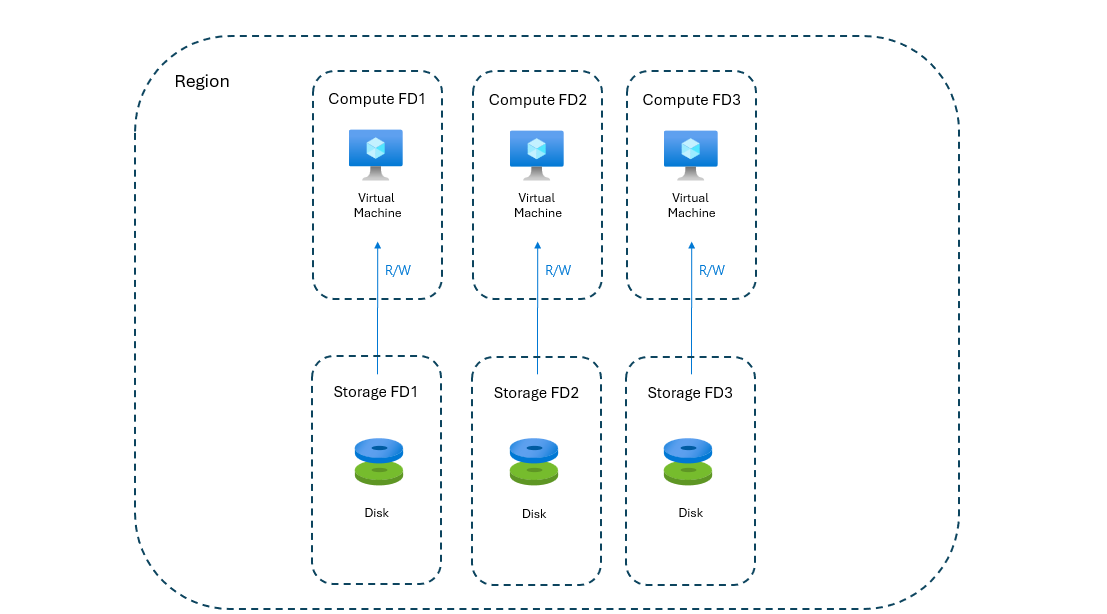 Region
Compute FD1
Compute FD2
Compute FD3
Virtual
Machine
Virtual
Machine
Virtual
Machine
R/W
R/W
R/W
Storage FD1
Storage FD2
Storage FD3
Disk
Disk
Disk